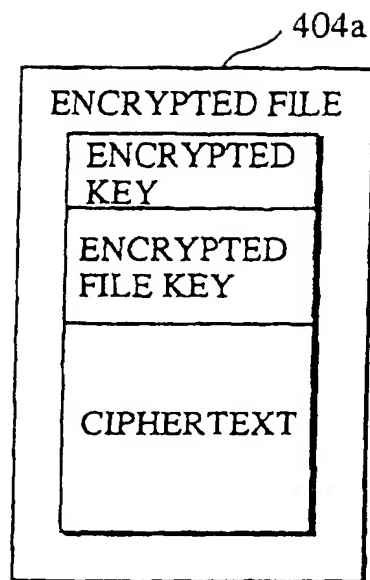 404a
ENCRYPTED FILE
ENCRYPTED
KEY
ENCRYPTED
FILE KEY
CIPHERTEXT